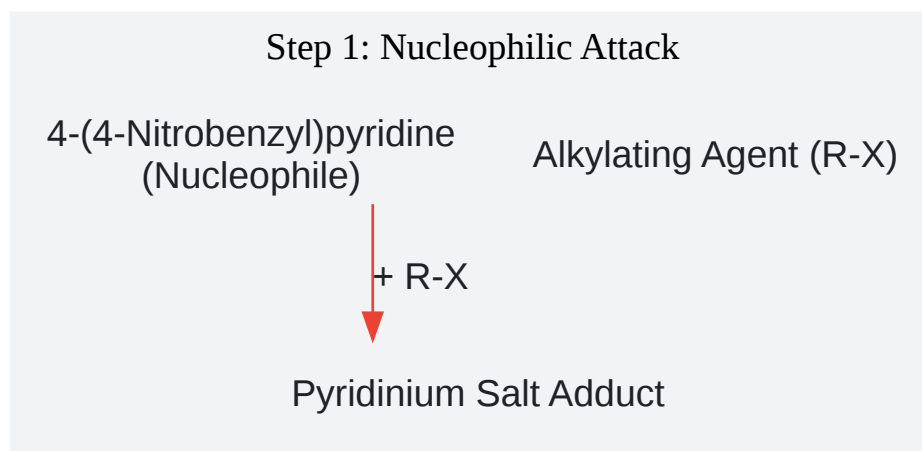 Step 1: Nucleophilic Attack
4-(4-Nitrobenzyl)pyridine
(Nucleophile)
Alkylating Agent (R-X)
+ R-X
Pyridinium Salt Adduct